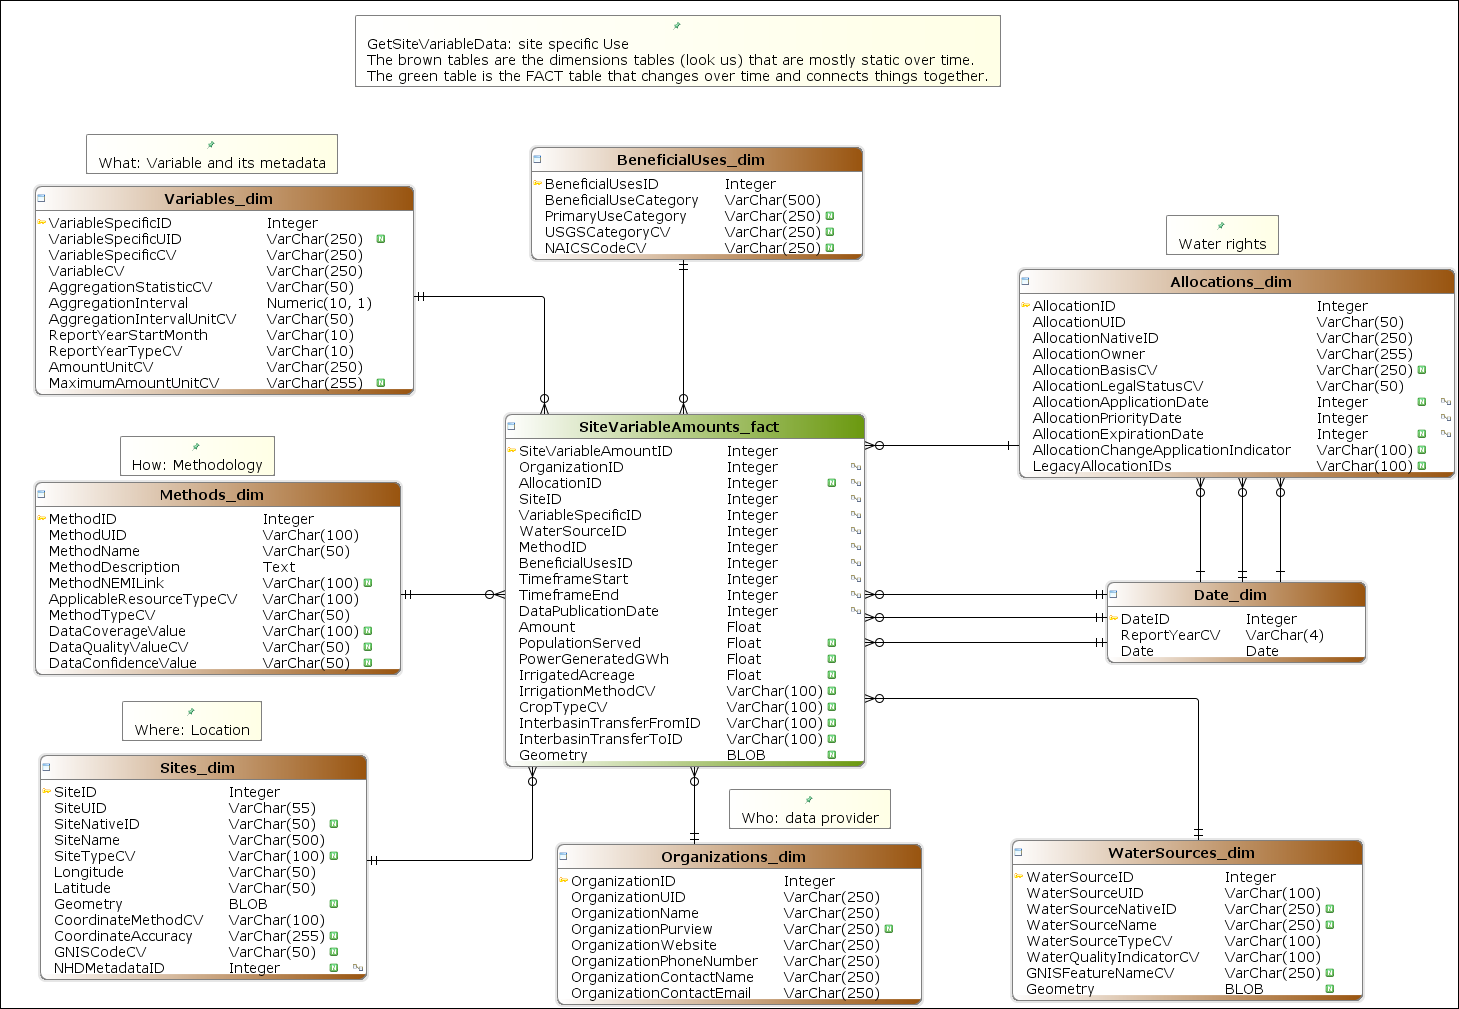 GetSiteVariableData: site specific Use
The brown tables are the dimensions tables (look us) that are mostly static over time.
The green table is the FACT table that changes over time and connects things together.
What: Variable and its metadata
Variables_dim
VariableSpecificID Integer
VariableSpecificUID VarChar(250) N
VariableSpecificCV VarChar(250)
VariableCV VarChar(250)
AggregationStatisticCV VarChar(50)
AggregationInterval Numeric(10, 1)
AggregationIntervalUnitCV VarChar(50)
ReportYearStartMonth VarChar(10)
ReportYearTypeCV VarChar(10)
AmountUnitCV VarChar(250)
MaximumAmountUnitCV VarChar(255) N
BeneficialUses_dim
BeneficialUsesID Integer
BeneficialUseCategory VarChar(500)
PrimaryUseCategory VarChar(250) N
USGSCategoryCV VarChar(250) N
NAICSCodeCV VarChar(250) N
Water rights
Allocations_dim
AllocationID Integer
AllocationUID VarChar(50)
AllocationNativeID VarChar(250)
AllocationOwner VarChar(255)
AllocationBasisCV VarChar(250) N
AllocationLegalStatusCV VarChar(50)
AllocationApplicationDate Integer N
AllocationPriorityDate Integer
AllocationExpirationDate Integer N
AllocationChangeApplicationIndicator VarChar(100) N
LegacyAllocationIDs VarChar(100) N
How: Methodology
Methods_dim
MethodID Integer
MethodUID VarChar(100)
MethodName VarChar(50)
MethodDescription Text
MethodNEMILink VarChar(100) N
ApplicableResourceTypeCV VarChar(100)
MethodTypeCV VarChar(50)
DataCoverageValue VarChar(100) N
DataQualityValueCV VarChar(50) N
DataConfidenceValue VarChar(50) N
SiteVariableAmounts_fact
SiteVariableAmountID Integer
OrganizationID Integer
AllocationID Integer N
SiteID Integer
VariableSpecificID Integer
WaterSourceID Integer
MethodID Integer
BeneficialUsesID Integer
TimeframeStart Integer
TimeframeEnd Integer
DataPublicationDate Integer
Amount Float
PopulationServed Float N
PowerGeneratedGWh Float N
IrrigatedAcreage Float N
IrrigationMethodCV VarChar(100) N
CropTypeCV VarChar(100) N
InterbasinTransferFromID VarChar(100) N
InterbasinTransferToID VarChar(100) N
Geometry BLOB N
Date_dim
DateID Integer
ReportYearCV VarChar(4)
Date Date
Where: Location
Sites_dim
SiteID Integer
SiteUID VarChar(55)
SiteNativeID VarChar(50) N
SiteName VarChar(500)
SiteTypeCV VarChar(100) N
Longitude VarChar(50)
Latitude VarChar(50)
Geometry BLOB N
CoordinateMethodCV VarChar(100)
CoordinateAccuracy VarChar(255) N
GNISCodeCV VarChar(50) N
NHDMetadataID Integer N
Who: data provider
Organizations_dim
OrganizationID Integer
OrganizationUID VarChar(250)
OrganizationName VarChar(250)
OrganizationPurview VarChar(250) N
OrganizationWebsite VarChar(250)
OrganizationPhoneNumber VarChar(250)
OrganizationContactName VarChar(250)
OrganizationContactEmail VarChar(250)
WaterSources_dim
WaterSourceID Integer
WaterSourceUID VarChar(100)
WaterSourceNativeID VarChar(250) N
WaterSourceName VarChar(250) N
WaterSourceTypeCV VarChar(100)
WaterQualityIndicatorCV VarChar(100)
GNISFeatureNameCV VarChar(250) N
Geometry BLOB N